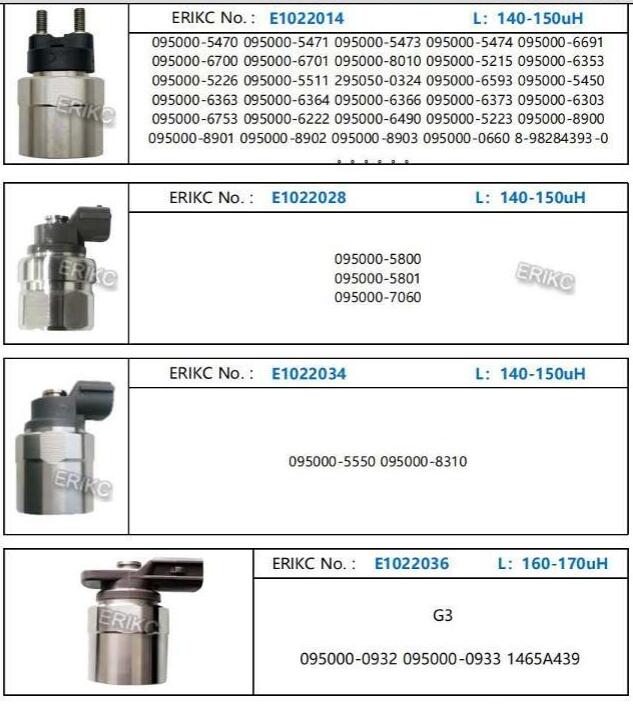 ERIKC No. : E1022014 L: 140-150uH
095000-5470 095000-5471 095000-5473 095000-5474 095000-6691
095000-6700 095000-6701 095000-8010 095000-5215 095000-6353
095000-5226 095000-5511 295050-0324 095000-6593 095000-5450
095000-6363 095000-6364 095000-6366 095000-6373 095000-6303
095000-6753 095000-6222 095000-6490 095000-5223 095000-8900
095000-8901 095000-8902 095000-8903 095000-0660 8-98284393-0
。。。。。。
ERIKC
ERIKC No. : E1022028 L: 140-150uH
095000-5800
095000-5801
095000-7060
ERIKC
ERIKC
ERIKC No. : E1022034 L: 140-150uH
095000-5550 095000-8310
ERIKC
ERIKC No. : E1022036 L: 160-170uH
G3
095000-0932 095000-0933 1465A439
ERIKC